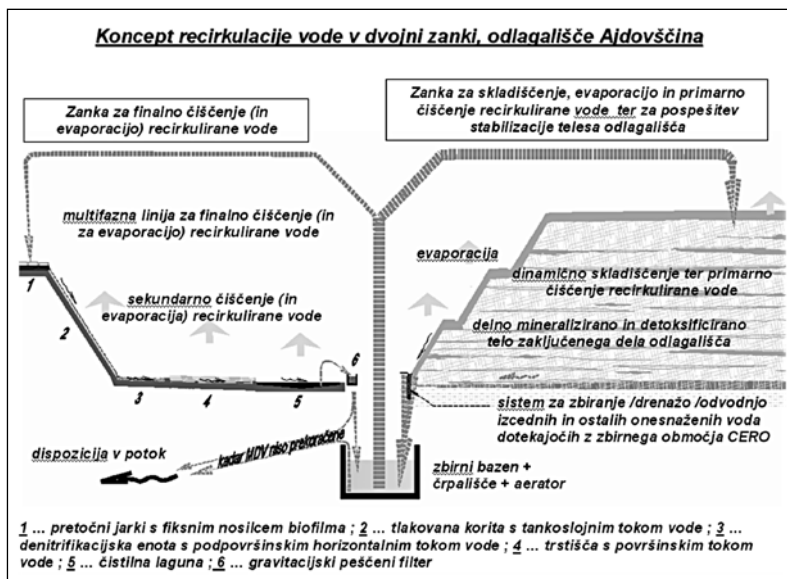 Koncept recirkulacije vode v dvojni zanki, odlagališče Ajdovščina
Zanka za finalno čiščenje (in
evaporacijo) recirkulirane vode
Zanka za skladiščenje, evaporacijo in primarno
čiščenje recirkulirane vode ter za pospešitev
stabilizacije telesa odlagališča
multifazna linija za finalno čiščenje (in
za evaporacijo) recirkulirane vode
evaporacija
dinamično skladiščenje ter primarno
čiščenje recirkulirane vode
1
2
sekundarno čiščenje (in
evaporacija) recirkulirane vode
delno mineralizirano in detoksificirano
telo zaključenega dela odlagališča
6
3
4
5
sistem za zbiranje /drenažo /odvodnjo
izcednih in ostalih onesnaženih voda
dotekajočih z zbirnega območja CERO
dispozicija v potok
kadar MDV niso prekoračene
zbirni bazen +
črpališče + aerator
1 ... pretočni jarki s fiksnim nosilcem biofilma ; 2 ... tlakovana korita s tankoslojnim tokom vode ; 3 ...
denitrifikacijska enota s podpovršinskim horizontalnim tokom vode ; 4 ... trstišča s površinskim tokom
vode ; 5 ... čistilna laguna ; 6 ... gravitacijski peščeni filter